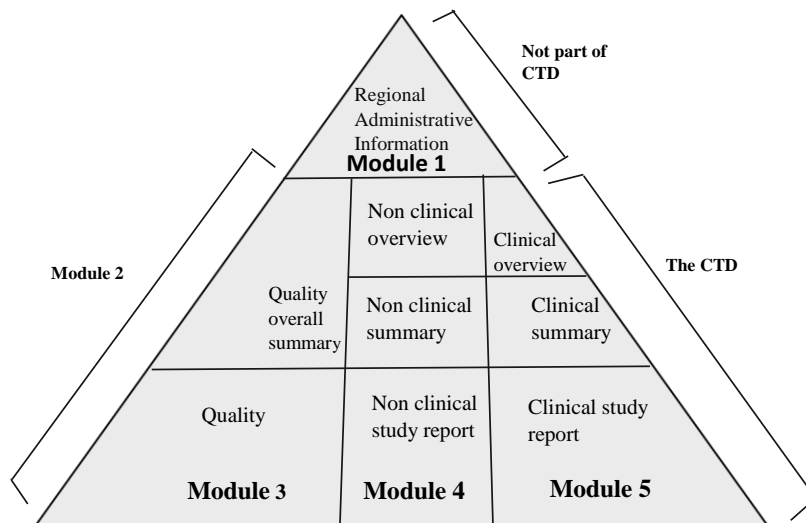 Not part of
CTD
Regional
Administrative
Information
Module 1
Non clinical
overview
Clinical
overview
Module 2
The CTD
Quality
overall
summary
Non clinical
summary
Clinical
summary
Quality
Non clinical
study report
Clinical study
report
Module 3
Module 4
Module 5